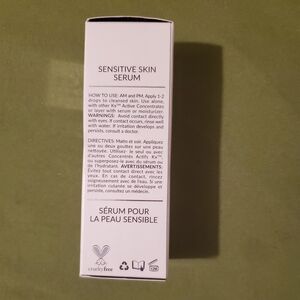 SENSITIVE SKIN
SERUM
HOW TO USE: AM and PM, Apply 1-2
drops to cleansed skin. Use alone,
with other Kx™ Active Concentrates
or layer with serum or moisturizer.
WARNINGS: Avoid contact directly
with eyes. If contact occurs, rinse well
with water. If irritation develops and
persists, consult a doctor.
DIRECTIVES: Matin et soir. Appliquez
une ou deux gouttes sur une peau
nettoyée. Utilisez- le seul ou avec
d'autres Concentrés Actifs Kx™,
ou superposez-le avec du sérum ou
de l'hydratant. AVERTISSEMENTS:
Évitez tout contact direct avec les
yeux. En cas de contact, rincez
soigneusement avec de l'eau. Si une
irritation cutanée se développe et
persiste, consultez un médecin.
SÉRUM POUR
LA PEAU SENSIBLE
crueltyfree